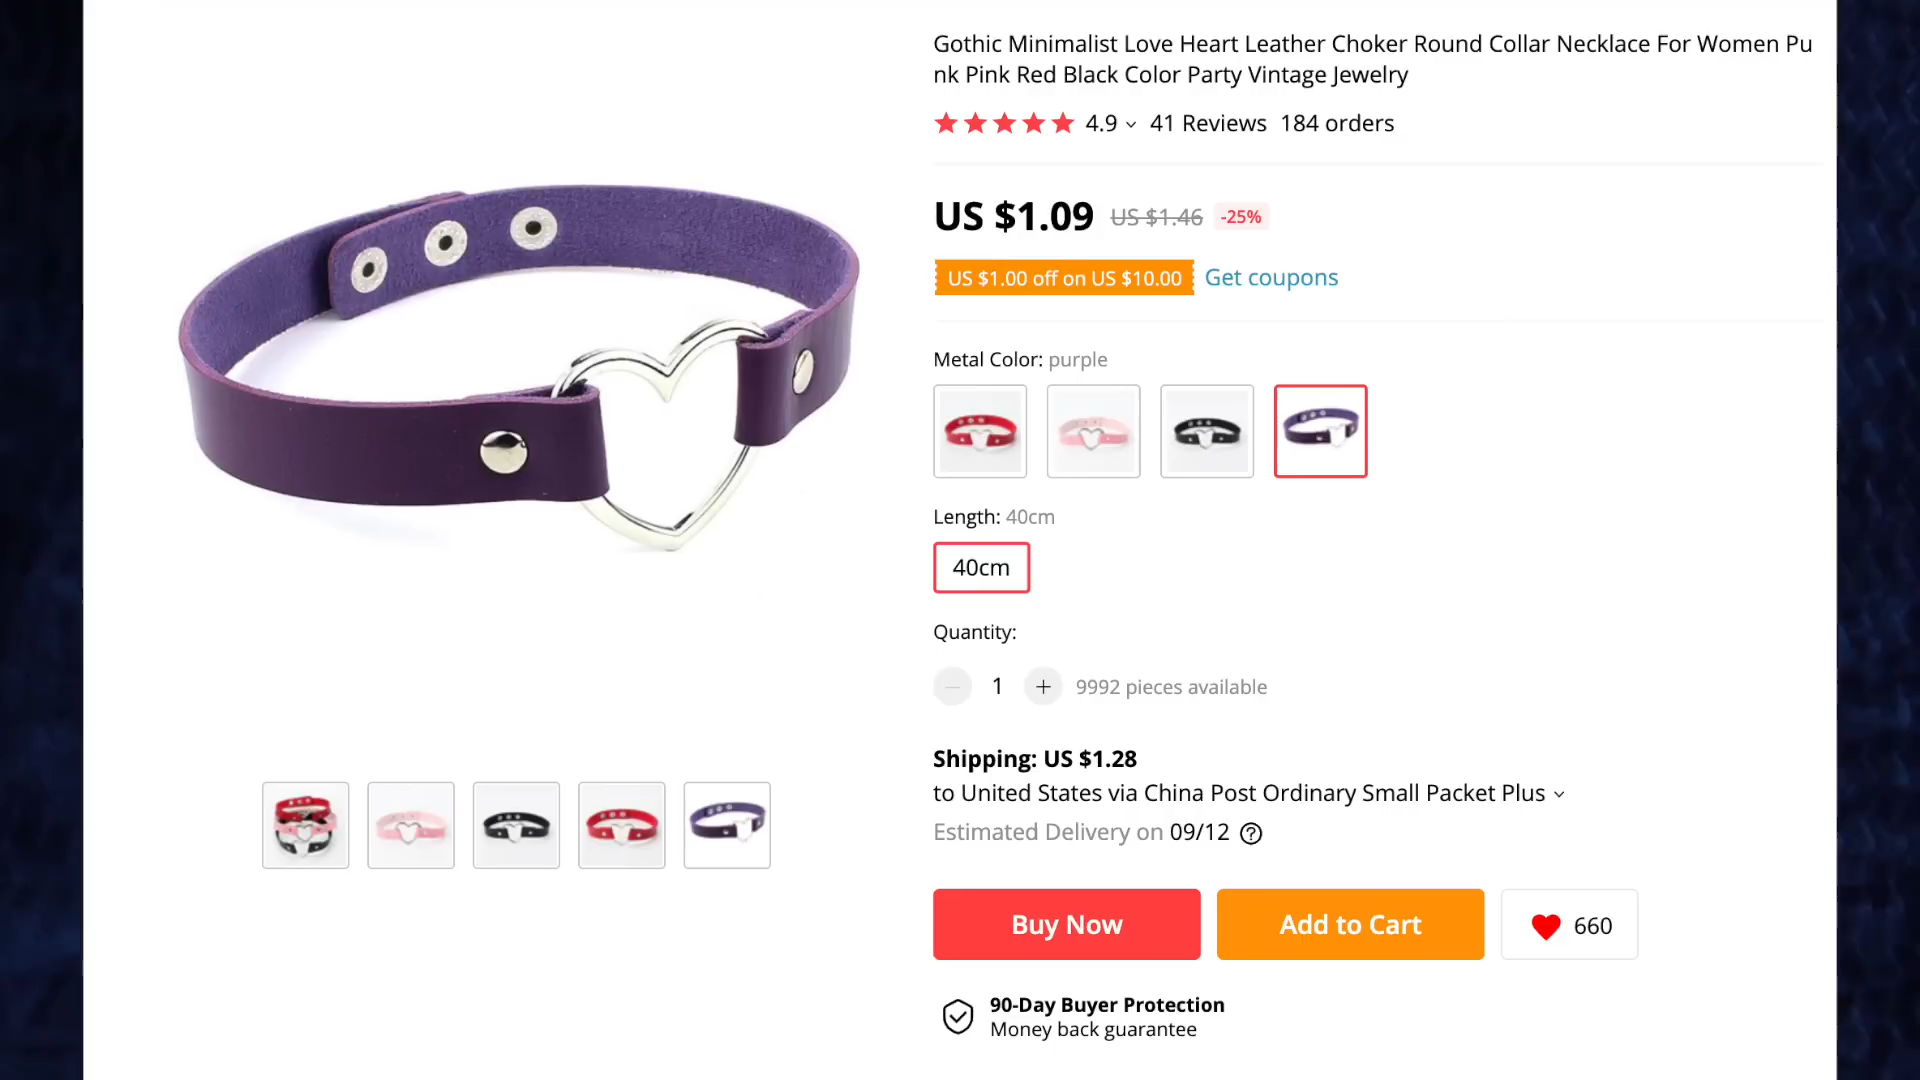 Gothic Minimalist Love Heart Leather Choker Round Collar Necklace For Women Pu
nk Pink Red Black Color Party Vintage Jewelry
4.9 41 Reviews 184 orders
US $1.09 US $1.46 -25%
US $1.00 off on US $10.00 Get coupons
Metal Color: purple
Length: 40cm
40cm
Quantity:
1 + 9992 pieces available
Shipping: US $1.28
to United States via China Post Ordinary Small Packet Plus
Estimated Delivery on 09/12 ?
Buy Now Add to Cart 660
90-Day Buyer Protection
Money back guarantee